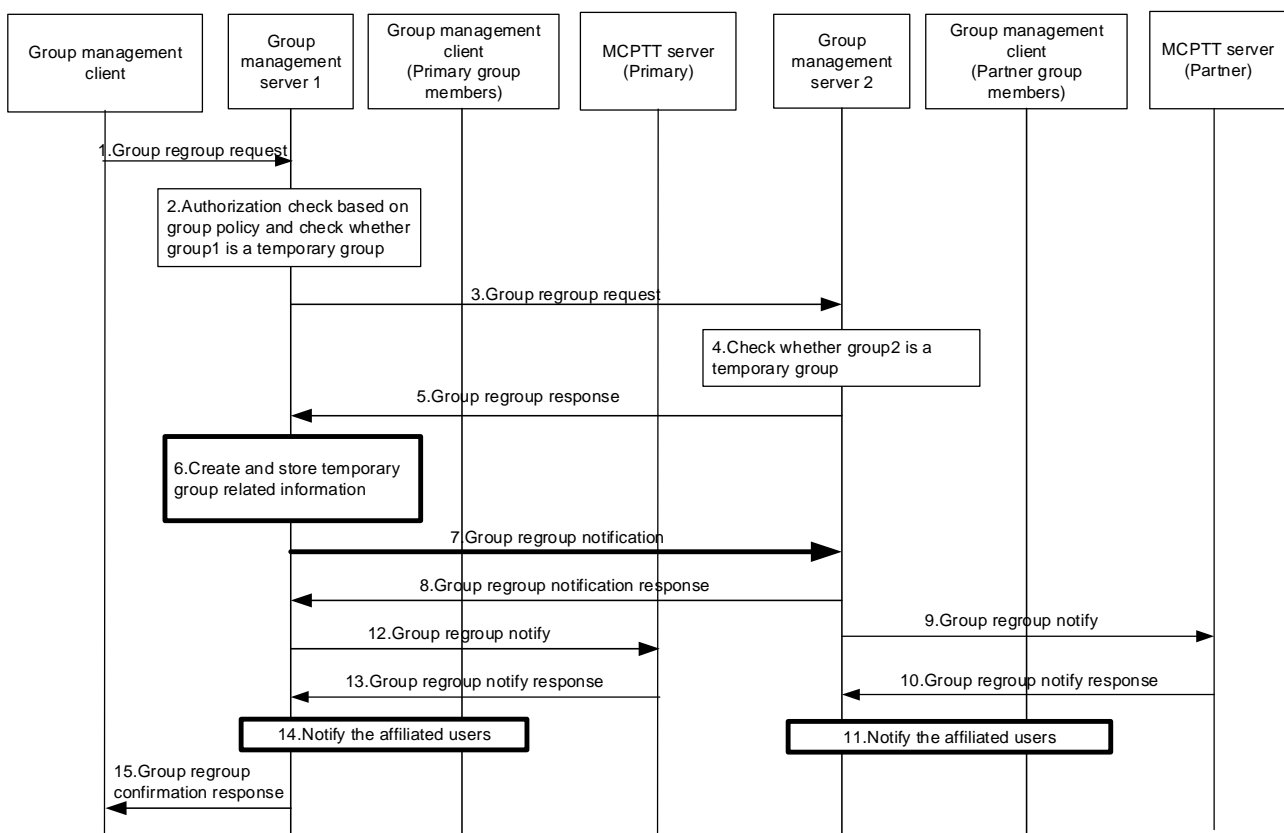 Group management
client
Group
management
server 1
Group management
client
(Primary group
members)
MCPTT server
(Primary)
Group
management
server 2
Group management
client
(Partner group
members)
MCPTT server
(Partner)
1.Group regroup request
2.Authorization check based on
group policy and check whether
group1 is a temporary group
3.Group regroup request
4.Check whether group2 is a
temporary group
5.Group regroup response
6.Create and store temporary
group related information
7.Group regroup notification
8.Group regroup notification response
12.Group regroup notify
9.Group regroup notify
13.Group regroup notify response
10.Group regroup notify response
14.Notify the affiliated users
11.Notify the affiliated users
15.Group regroup
confirmation response